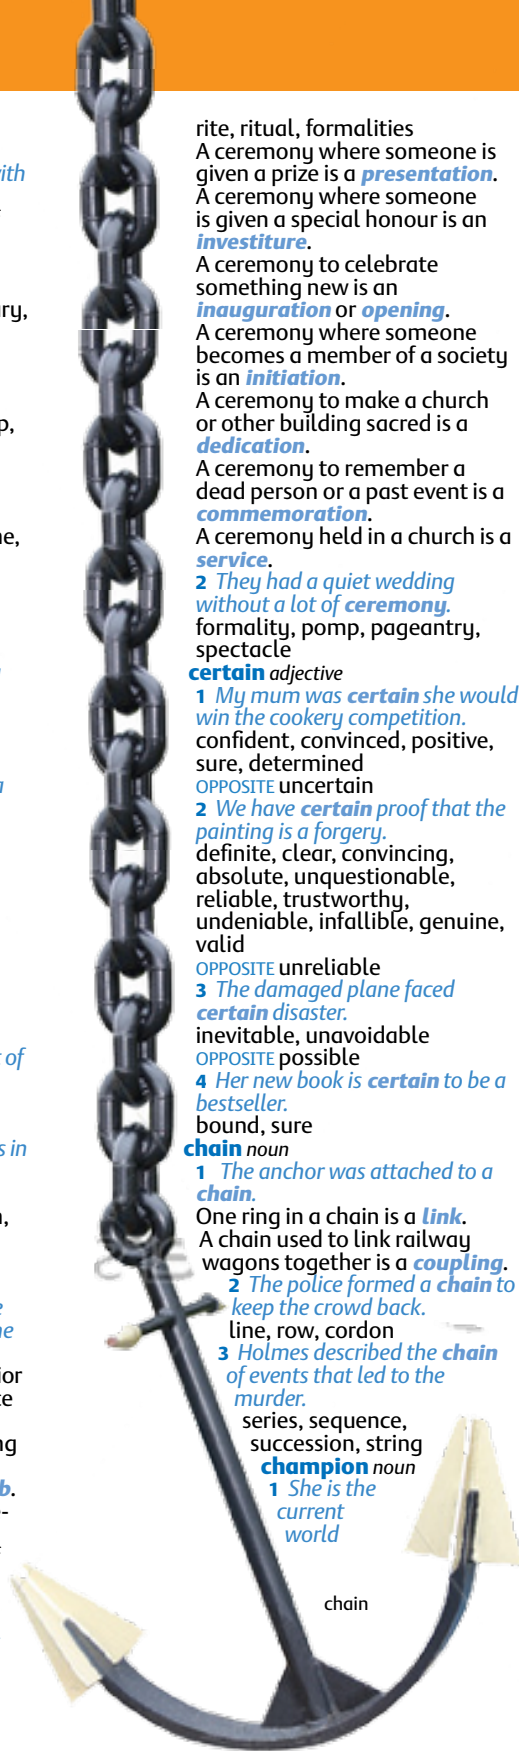 ith
ry,
p,
e,
of
s in
,
e
ne
ior
te
ng
b.
-
rite, ritual, formalities
A ceremony where someone is
given a prize is a presentation.
A ceremony where someone
is given a special honour is an
investiture.
A ceremony to celebrate
something new is an
inauguration or opening.
A ceremony where someone
becomes a member of a society
is an initiation.
A ceremony to make a church
or other building sacred is a
dedication.
A ceremony to remember a
dead person or a past event is a
commemoration.
A ceremony held in a church is a
service.
2 They had a quiet wedding
without a lot of ceremony.
formality, pomp, pageantry,
spectacle
certain adjective
1 My mum was certain she would
win the cookery competition.
confident, convinced, positive,
sure, determined
OPPOSITE uncertain
2 We have certain proof that the
painting is a forgery.
definite, clear, convincing,
absolute, unquestionable,
reliable, trustworthy,
undeniable, infallible, genuine,
valid
OPPOSITE unreliable
3 The damaged plane faced
certain disaster.
inevitable, unavoidable
OPPOSITE possible
4 Her new book is certain to be a
bestseller.
bound, sure
chain noun
1 The anchor was attached to a
chain.
One ring in a chain is a link.
A chain used to link railway
wagons together is a coupling.
2 The police formed a chain to
keep the crowd back.
line, row, cordon
3 Holmes described the chain
of events that led to the
murder.
series, sequence,
succession, string
champion noun
1 She is the
current
world
chain